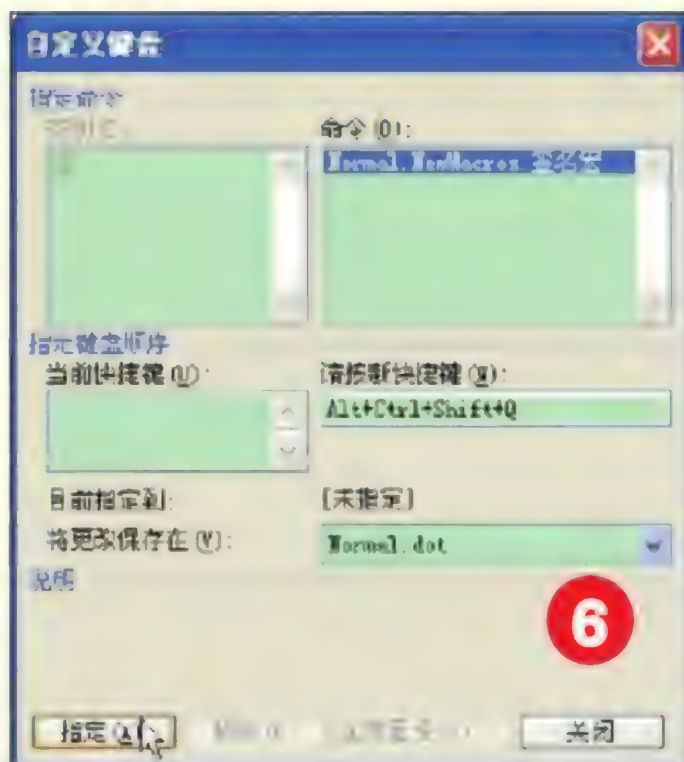 自定义键盘
指定命令
命令(O):
Normal.NewMacros.签名宏
指定键盘顺序
当前快捷键(U): 请按新快捷键(N):
Alt+Ctrl+Shift+Q
目前指定到: [未指定]
将更改保存在(V): Normal.dot
说明
6
指定(A) 关闭